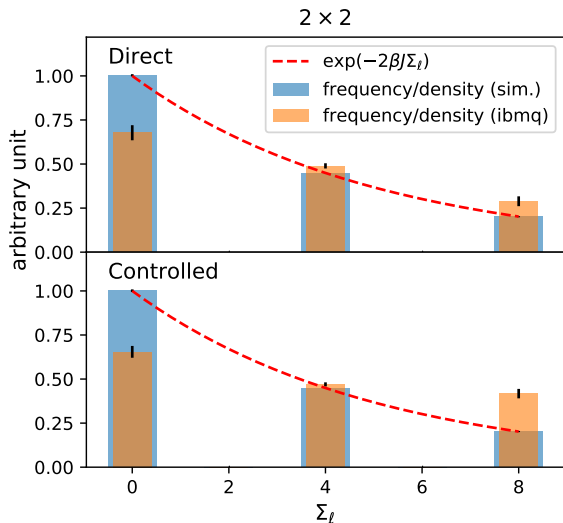 2 × 2
Direct
exp(−2βJΣℓ)
frequency/density (sim.)
frequency/density (ibmq)
1.00
0.75
0.50
0.25
0.00
arbitrary unit
Controlled
1.00
0.75
0.50
0.25
0.00
0 2 4 6 8
Σℓ